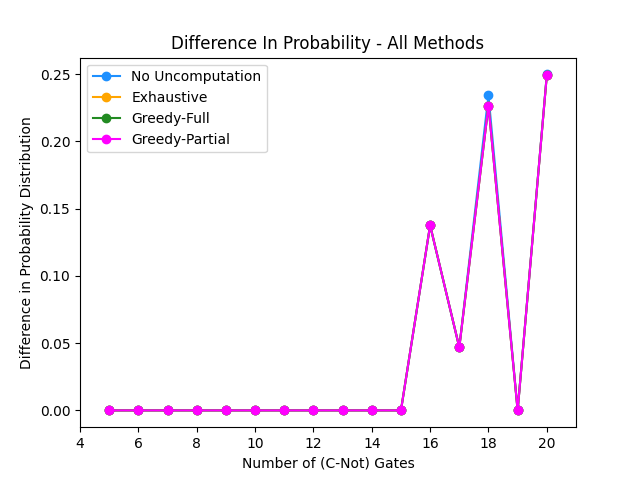 Difference In Probability - All Methods
No Uncomputation
Exhaustive
Greedy-Full
Greedy-Partial
Difference in Probability Distribution
0.25
0.20
0.15
0.10
0.05
0.00
4 6 8 10 12 14 16 18 20
Number of (C-Not) Gates